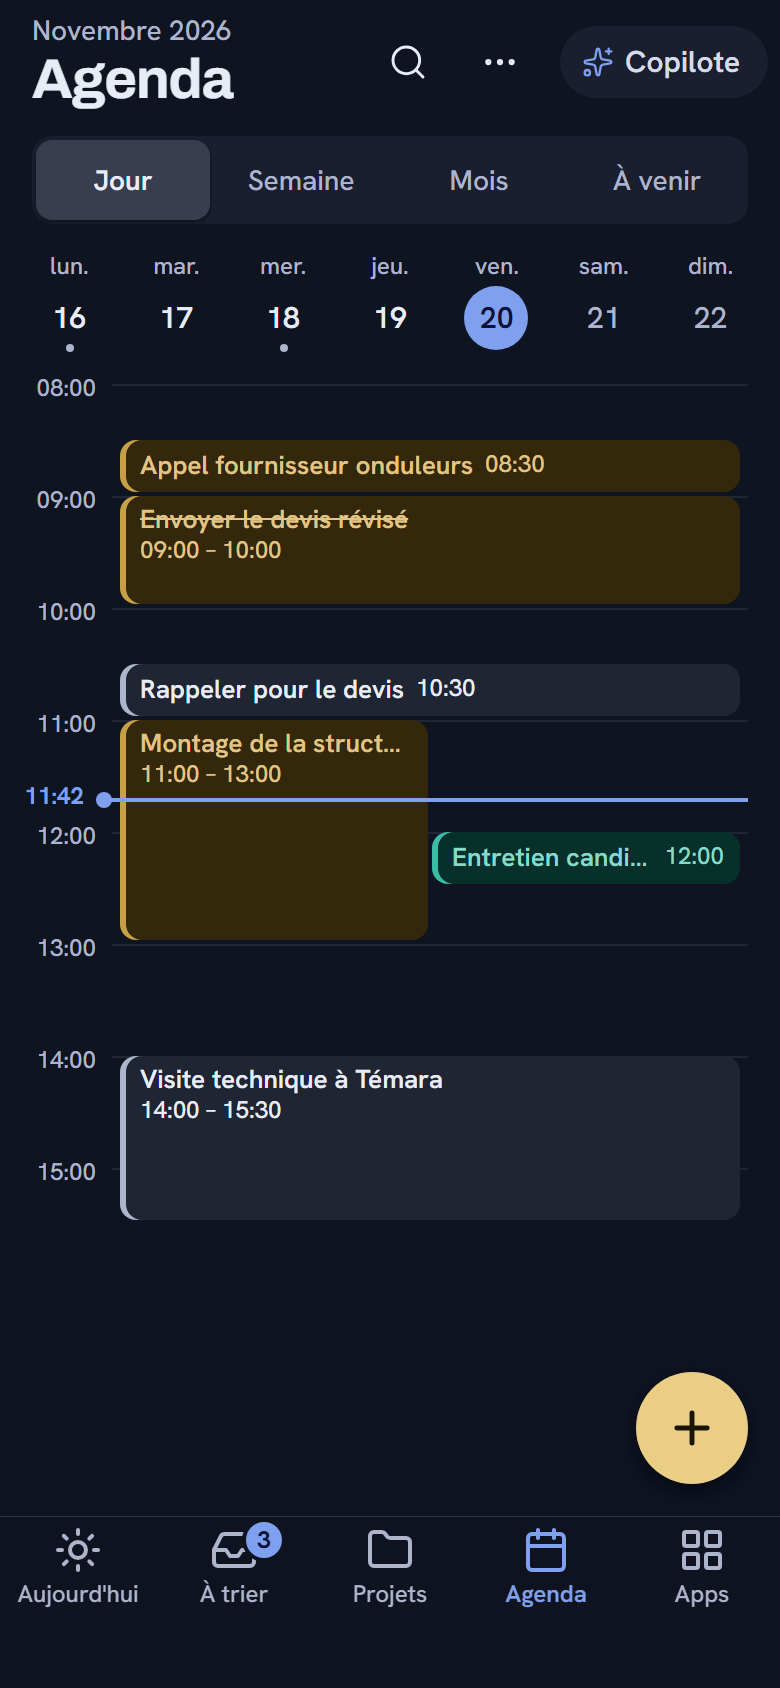 Novembre 2026
Agenda
Copilote
Jour
Semaine
Mois
À venir
lun. mar. mer. jeu. ven. sam. dim.
16 17 18 19 20 21 22
08:00
Appel fournisseur onduleurs 08:30
09:00
Envoyer le devis révisé
09:00 – 10:00
10:00
Rappeler pour le devis 10:30
11:00
Montage de la struct...
11:00 – 13:00
11:42
12:00
Entretien candi... 12:00
13:00
14:00
Visite technique à Témara
14:00 – 15:30
15:00
3
Aujourd'hui
À trier
Projets
Agenda
Apps